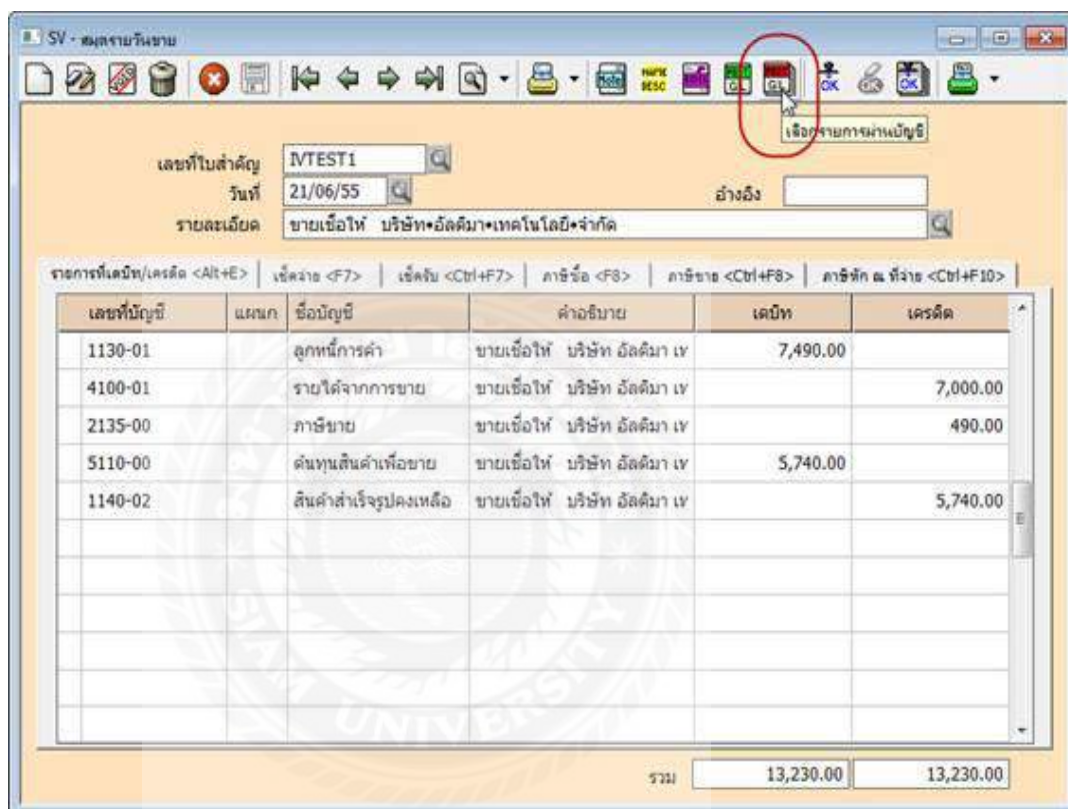 SV - สมุดรายวันขาย
Note MARK DESC POST GL POST GL OK OK OK
เลือกรายการผ่านบัญชี
เลขที่ใบสำคัญ IVTEST1
วันที่ 21/06/55 อ้างอิง
รายละเอียด ขายเชื่อให้ บริษัท•อัลติมา•เทคโนโลยี•จำกัด
รายการที่เดบิท/เครดิต <Alt+E> เช็คจ่าย <F7> เช็ครับ <Ctrl+F7> ภาษีซื้อ <F8> ภาษีขาย <Ctrl+F8> ภาษีหัก ณ ที่จ่าย <Ctrl+F10>
เลขที่บัญชี แผนก ชื่อบัญชี คำอธิบาย เดบิท เครดิต
1130-01 ลูกหนี้การค้า ขายเชื่อให้ บริษัท อัลติมา เท 7,490.00
4100-01 รายได้จากการขาย ขายเชื่อให้ บริษัท อัลติมา เท 7,000.00
2135-00 ภาษีขาย ขายเชื่อให้ บริษัท อัลติมา เท 490.00
5110-00 ต้นทุนสินค้าเพื่อขาย ขายเชื่อให้ บริษัท อัลติมา เท 5,740.00
1140-02 สินค้าสำเร็จรูปคงเหลือ ขายเชื่อให้ บริษัท อัลติมา เท 5,740.00
SIAM UNIVERSITY
รวม 13,230.00 13,230.00